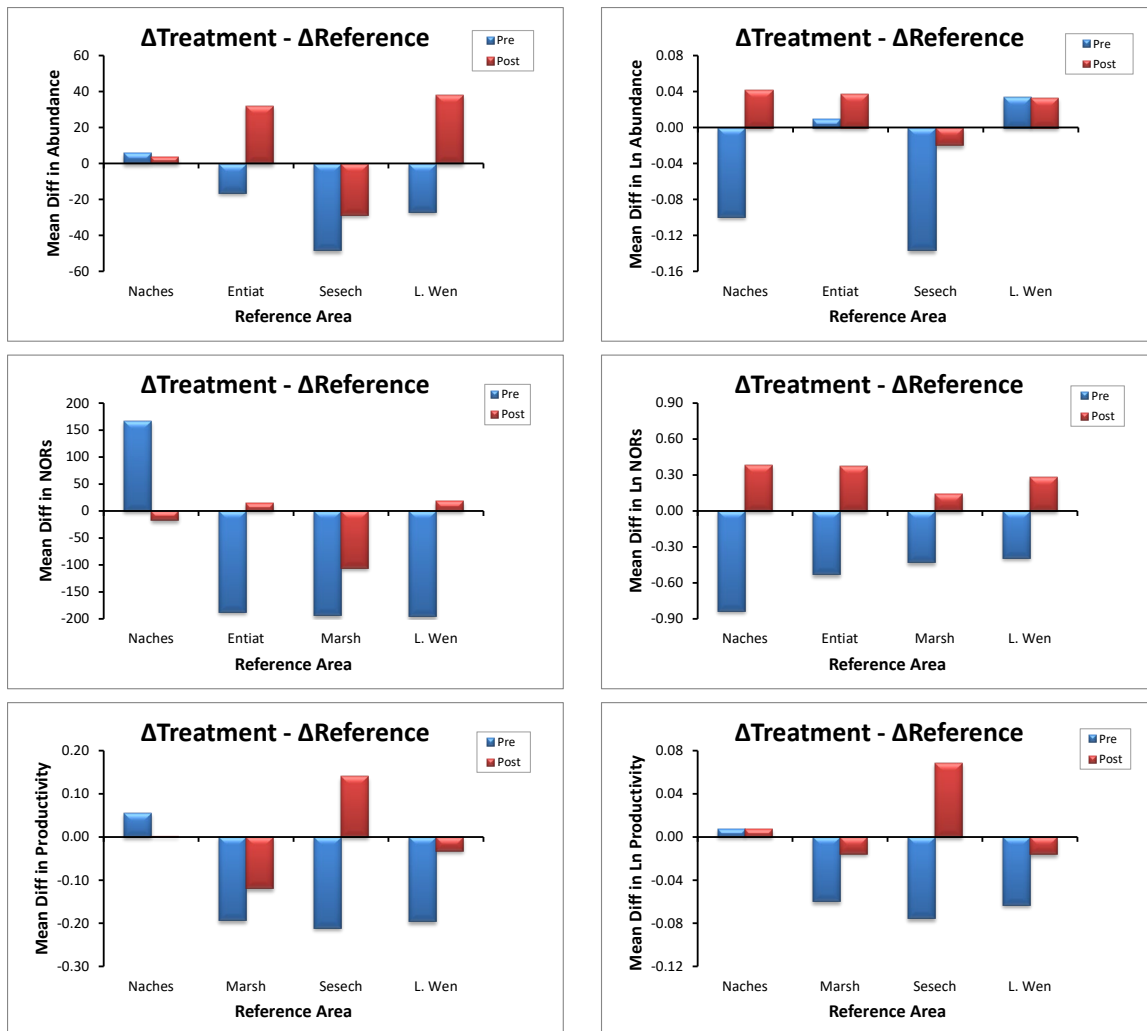 ΔTreatment - ΔReference
Pre
Post
Mean Diff in Abundance
60
40
20
0
-20
-40
-60
Naches Entiat Sesech L. Wen
Reference Area
ΔTreatment - ΔReference
Pre
Post
Mean Diff in Ln Abundance
0.08
0.04
0.00
-0.04
-0.08
-0.12
-0.16
Naches Entiat Sesech L. Wen
Reference Area
ΔTreatment - ΔReference
Pre
Post
Mean Diff in NORs
200
150
100
50
0
-50
-100
-150
-200
Naches Entiat Marsh L. Wen
Reference Area
ΔTreatment - ΔReference
Pre
Post
Mean Diff in Ln NORs
0.90
0.60
0.30
0.00
-0.30
-0.60
-0.90
Naches Entiat Marsh L. Wen
Reference Area
ΔTreatment - ΔReference
Pre
Post
Mean Diff in Productivity
0.20
0.10
0.00
-0.10
-0.20
-0.30
Naches Marsh Sesech L. Wen
Reference Area
ΔTreatment - ΔReference
Pre
Post
Mean Diff in Ln Productivity
0.08
0.04
0.00
-0.04
-0.08
-0.12
Naches Marsh Sesech L. Wen
Reference Area